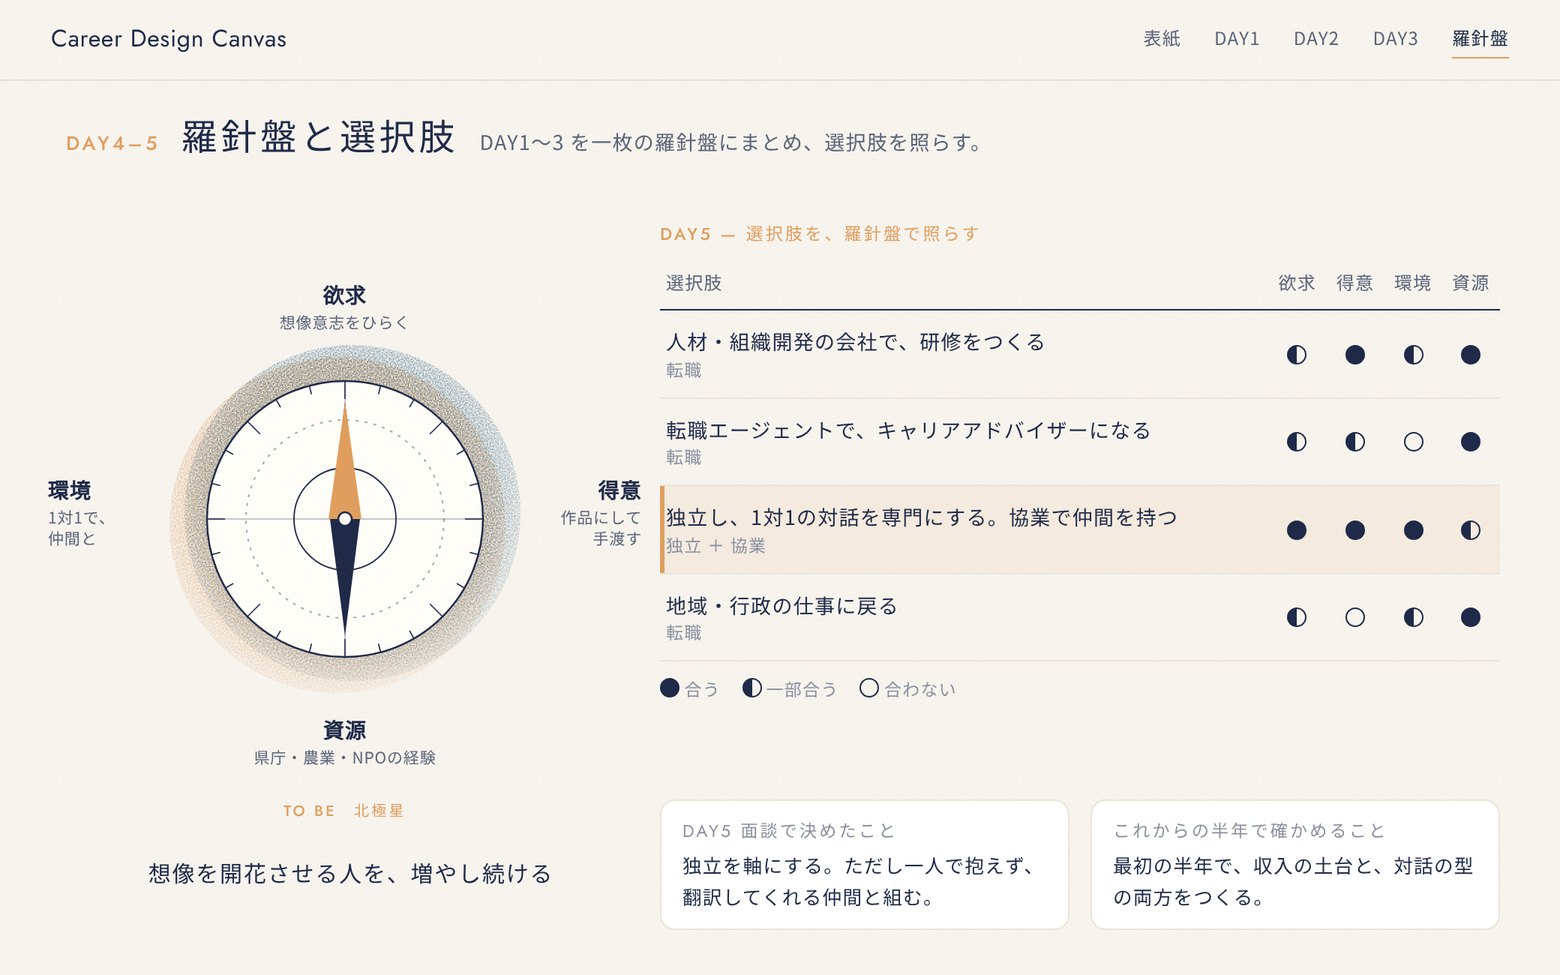 Career Design Canvas
表紙 DAY1 DAY2 DAY3 羅針盤
DAY4–5 羅針盤と選択肢 DAY1〜3 を一枚の羅針盤にまとめ、選択肢を照らす。
欲求
想像意志をひらく
環境
1対1で、
仲間と
得意
作品にして
手渡す
資源
県庁・農業・NPOの経験
TO BE 北極星
想像を開花させる人を、増やし続ける
DAY5 — 選択肢を、羅針盤で照らす
選択肢 欲求 得意 環境 資源
人材・組織開発の会社で、研修をつくる
転職
転職エージェントで、キャリアアドバイザーになる
転職
独立し、1対1の対話を専門にする。協業で仲間を持つ
独立 ＋ 協業
地域・行政の仕事に戻る
転職
合う 一部合う 合わない
DAY5 面談で決めたこと
独立を軸にする。ただし一人で抱えず、
翻訳してくれる仲間と組む。
これからの半年で確かめること
最初の半年で、収入の土台と、対話の型
の両方をつくる。